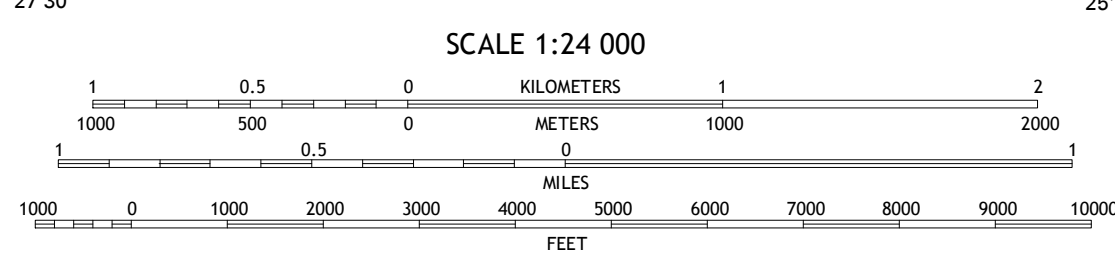 27'30" 25'
SCALE 1:24 000
1 0.5 0 KILOMETERS 1 2
1000 500 0 METERS 1000 2000
1 0.5 0 1
MILES
1000 0 1000 2000 3000 4000 5000 6000 7000 8000 9000 10000
FEET